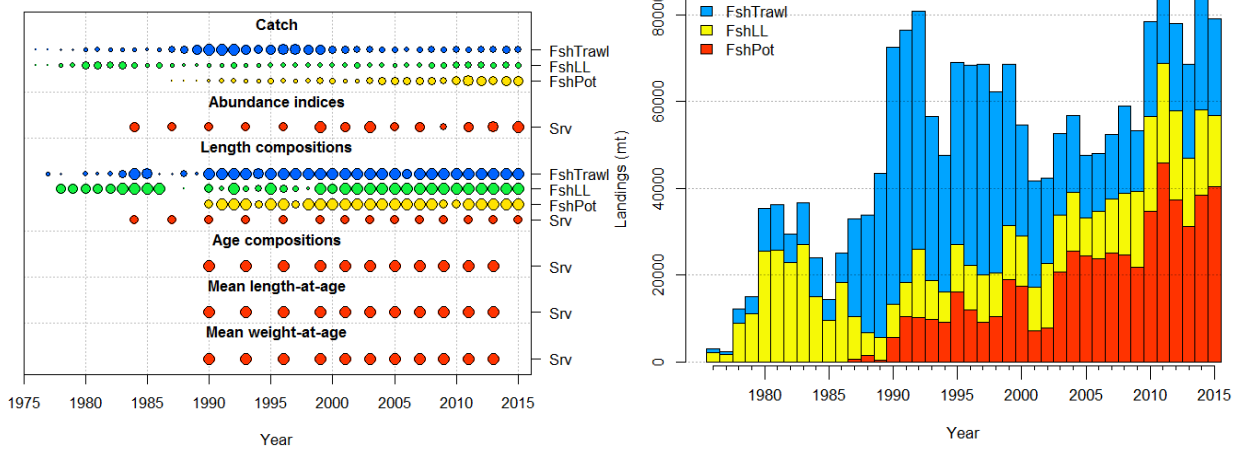 Catch
FshTrawl
FshLL
FshPot
Abundance indices
Srv
Length compositions
FshTrawl
FshLL
FshPot
Srv
Age compositions
Srv
Mean length-at-age
Srv
Mean weight-at-age
Srv
1975 1980 1985 1990 1995 2000 2005 2010 2015
Year
FshTrawl
FshLL
FshPot
Landings (mt)
80000
60000
40000
20000
0
1980 1985 1990 1995 2000 2005 2010 2015
Year